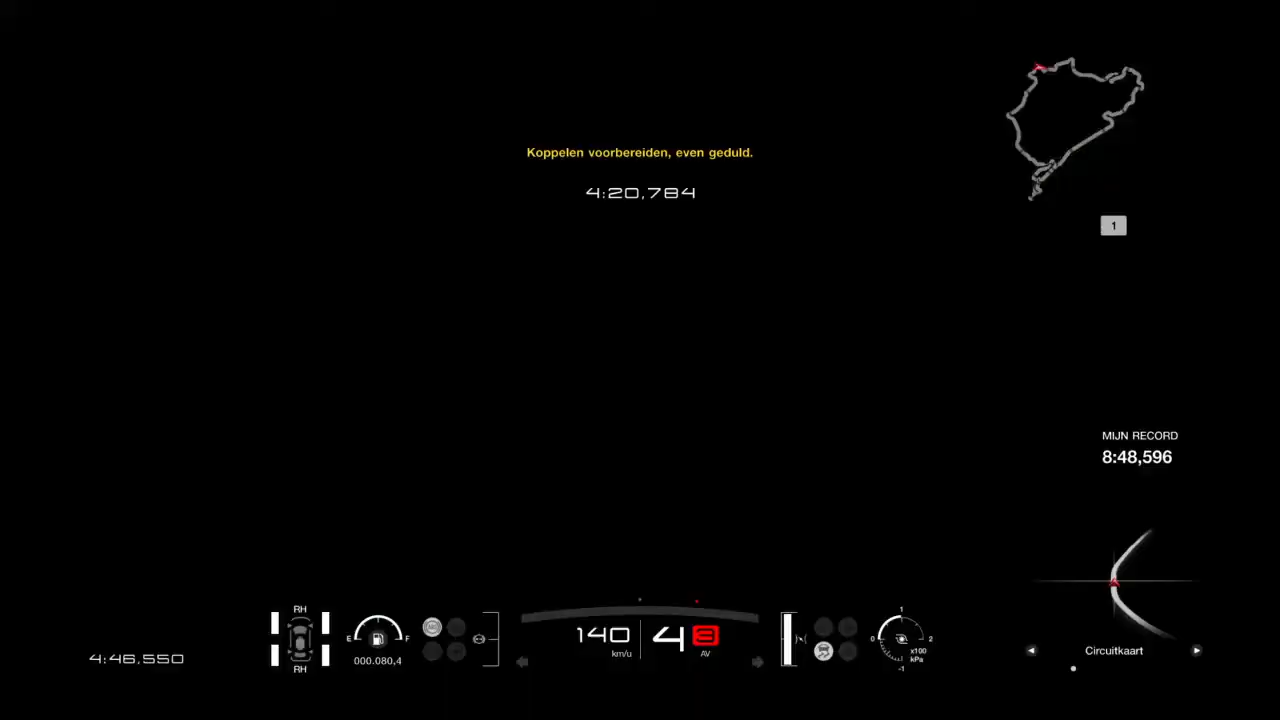 Koppelen voorbereiden, even geduld.
4:20,784
1
MIJN RECORD
8:48,596
RH
E F
000.080,4
RH
4:46,550
140
km/u
4 3
AV
1
0 2
x100
kPa
-1
Circuitkaart